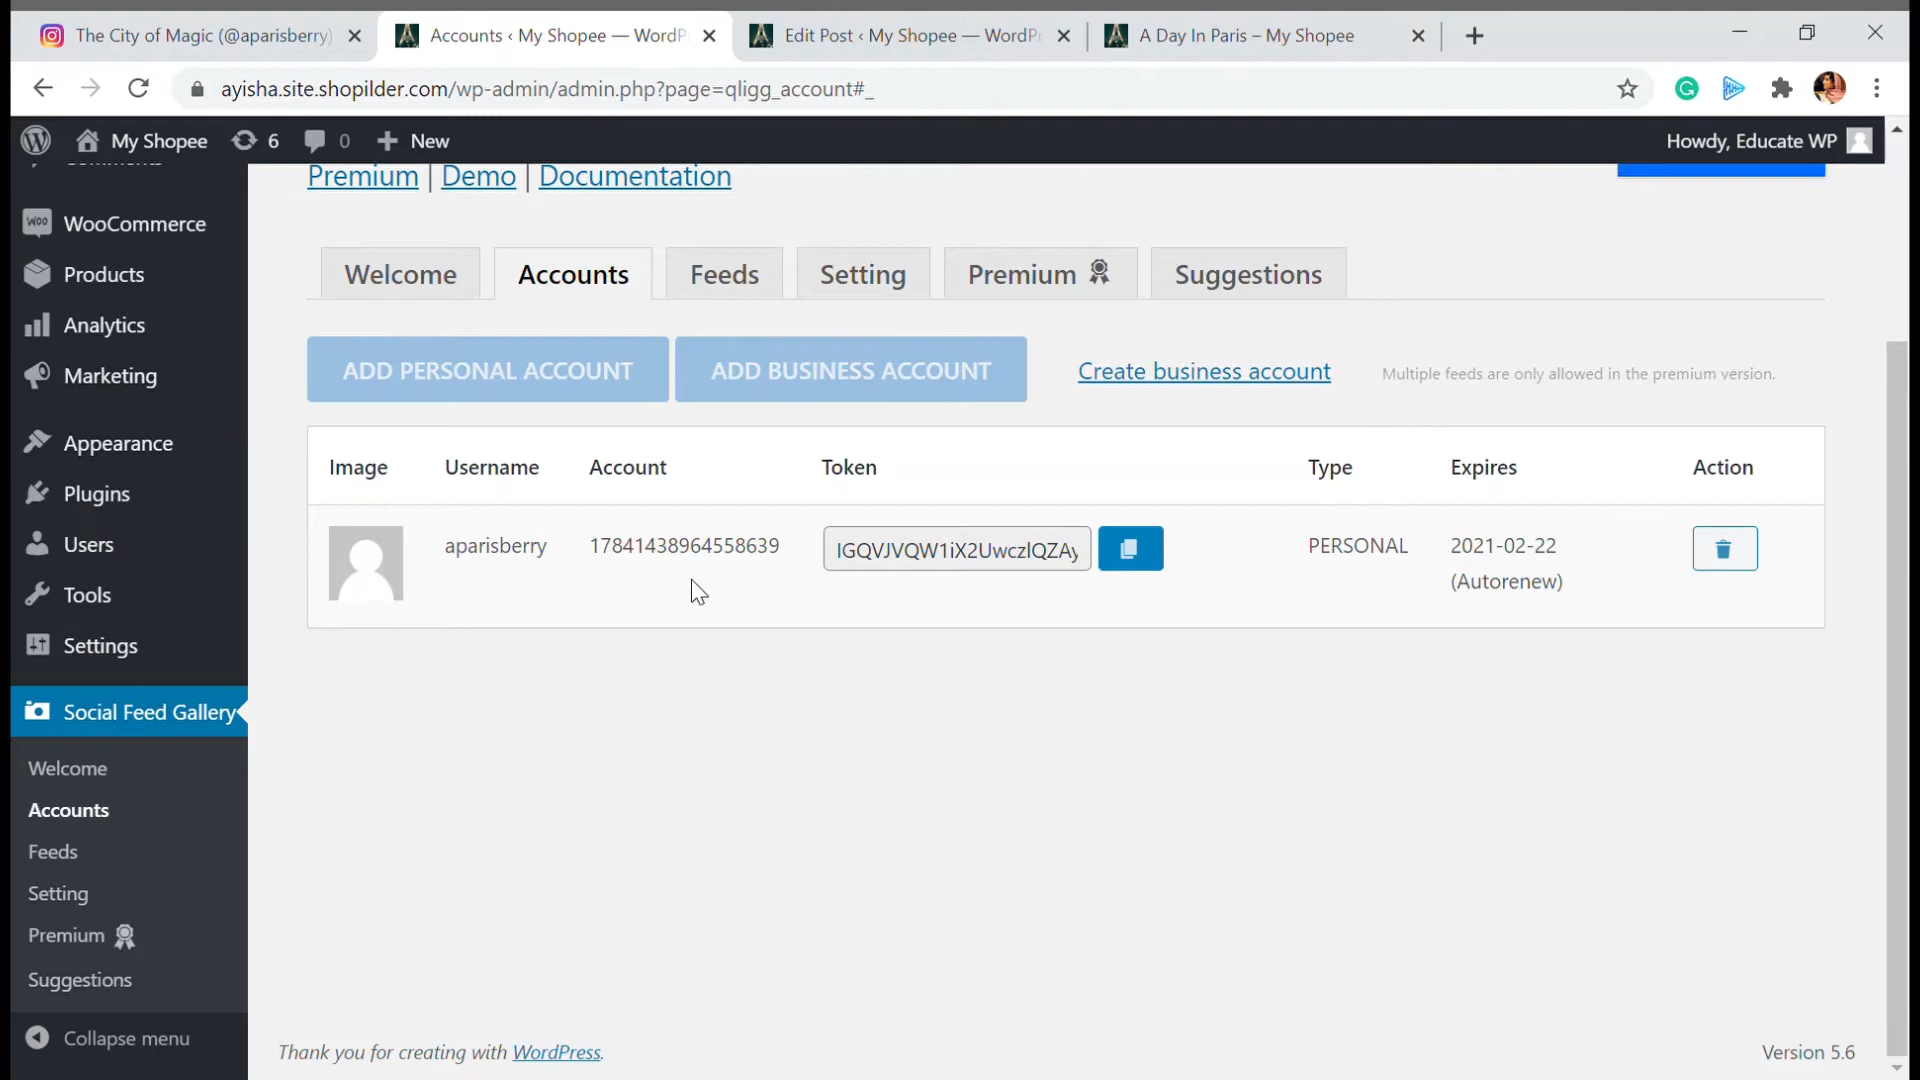 The City of Magic (@aparisberry)
Accounts ‹ My Shopee — WordP
Edit Post ‹ My Shopee — WordP
A Day In Paris – My Shopee
ayisha.site.shopilder.com/wp-admin/admin.php?page=qligg_account#_
My Shopee
6
0
New
Howdy, Educate WP
Comments
Premium | Demo | Documentation
WooCommerce
Products
Analytics
Marketing
Appearance
Plugins
Users
Tools
Settings
Social Feed Gallery
Welcome
Accounts
Feeds
Setting
Premium
Suggestions
Collapse menu
Welcome
Accounts
Feeds
Setting
Premium
Suggestions
ADD PERSONAL ACCOUNT
ADD BUSINESS ACCOUNT
Create business account
Multiple feeds are only allowed in the premium version.
Image Username Account Token Type Expires Action
aparisberry 17841438964558639 IGQVJVQW1iX2UwczlQZAy PERSONAL 2021-02-22
(Autorenew)
Thank you for creating with WordPress.
Version 5.6